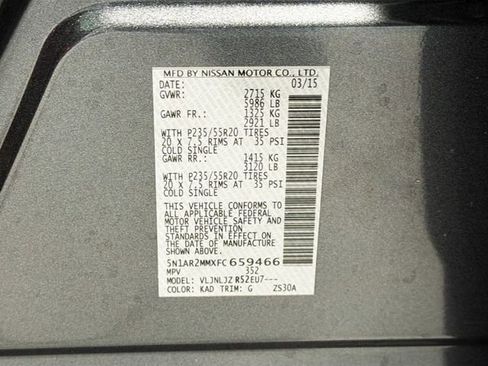 MFD BY NISSAN MOTOR CO., LTD.
DATE: 03/15
GVWR: 2715 KG
5986 LB
GAWR FR.: 1325 KG
2921 LB
WITH P235/55R20 TIRES
20 X 7.5 RIMS AT 35 PSI
COLD SINGLE
GAWR RR.: 1415 KG
3120 LB
WITH P235/55R20 TIRES
20 X 7.5 RIMS AT 35 PSI
COLD SINGLE
THIS VEHICLE CONFORMS TO
ALL APPLICABLE FEDERAL
MOTOR VEHICLE SAFETY AND
THEFT PREVENTION
STANDARDS IN EFFECT ON
THE DATE OF MANUFACTURE
SHOWN ABOVE.
5N1AR2MMXFC659466
MPV 352
MODEL: VLJNLJZ R52EU7---
COLOR: KAD TRIM: G ZS30A